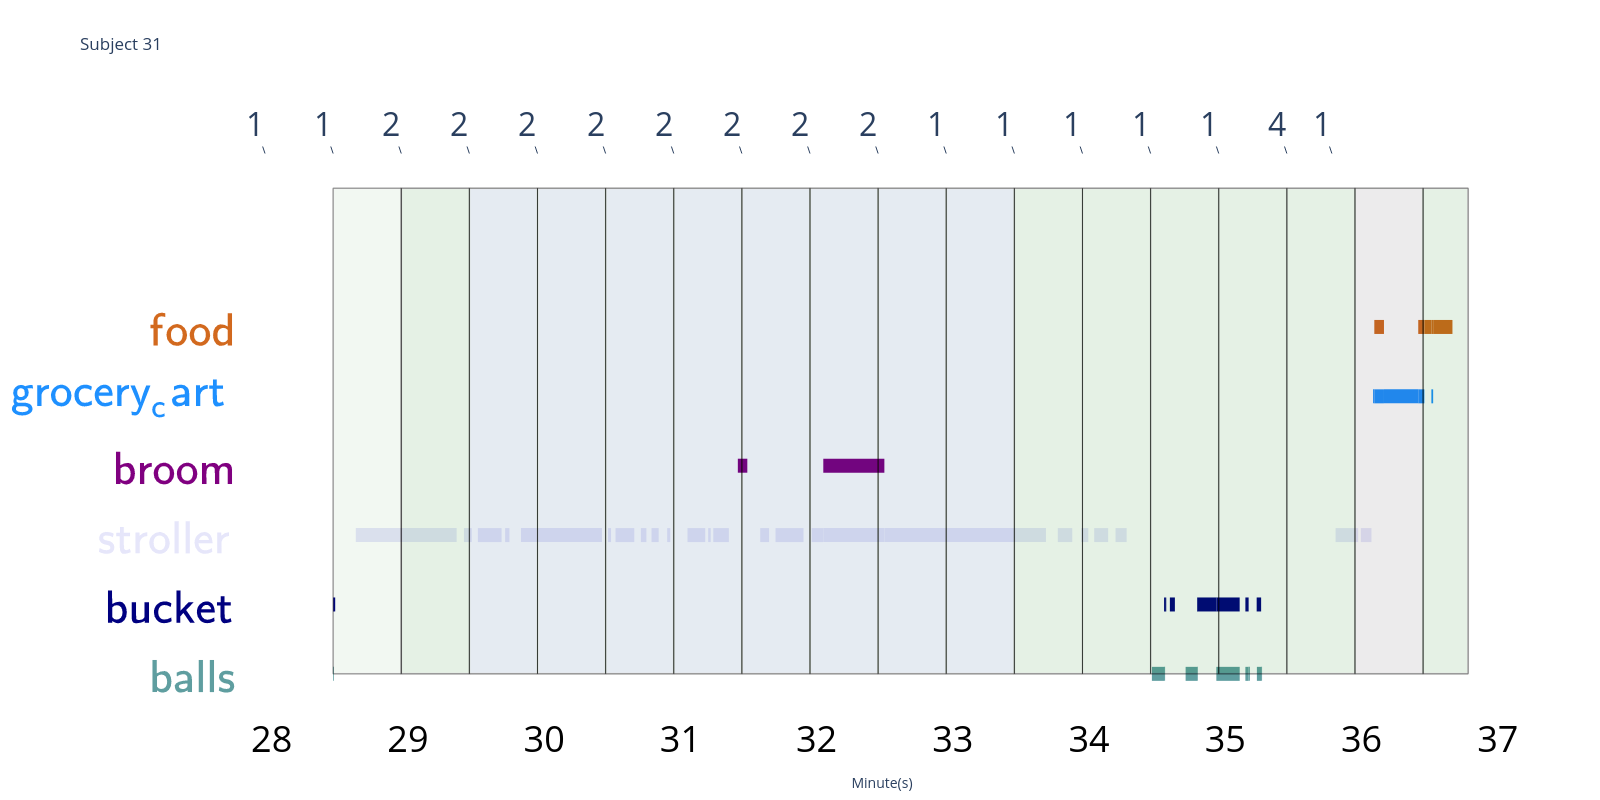 Subject 31
1 1 2 2 2 2 2 2 2 2 1 1 1 1 1 4 1
food
grocery_cart
broom
stroller
bucket
balls
28 29 30 31 32 33 34 35 36 37
Minute(s)